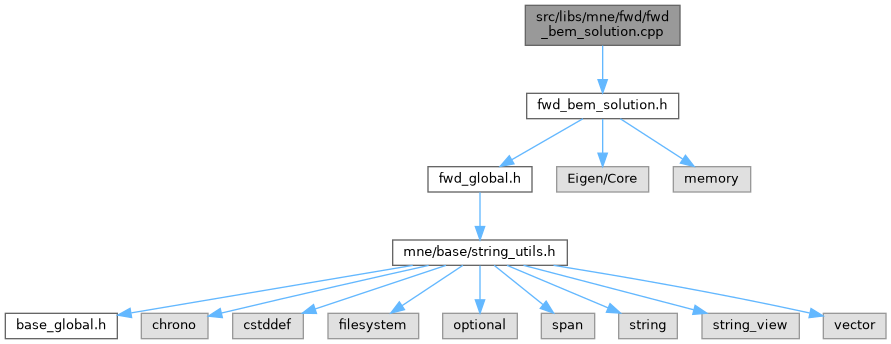 src/libs/mne/fwd/fwd
_bem_solution.cpp
fwd_bem_solution.h
fwd_global.h
Eigen/Core
memory
mne/base/string_utils.h
base_global.h
chrono
cstddef
filesystem
optional
span
string
string_view
vector